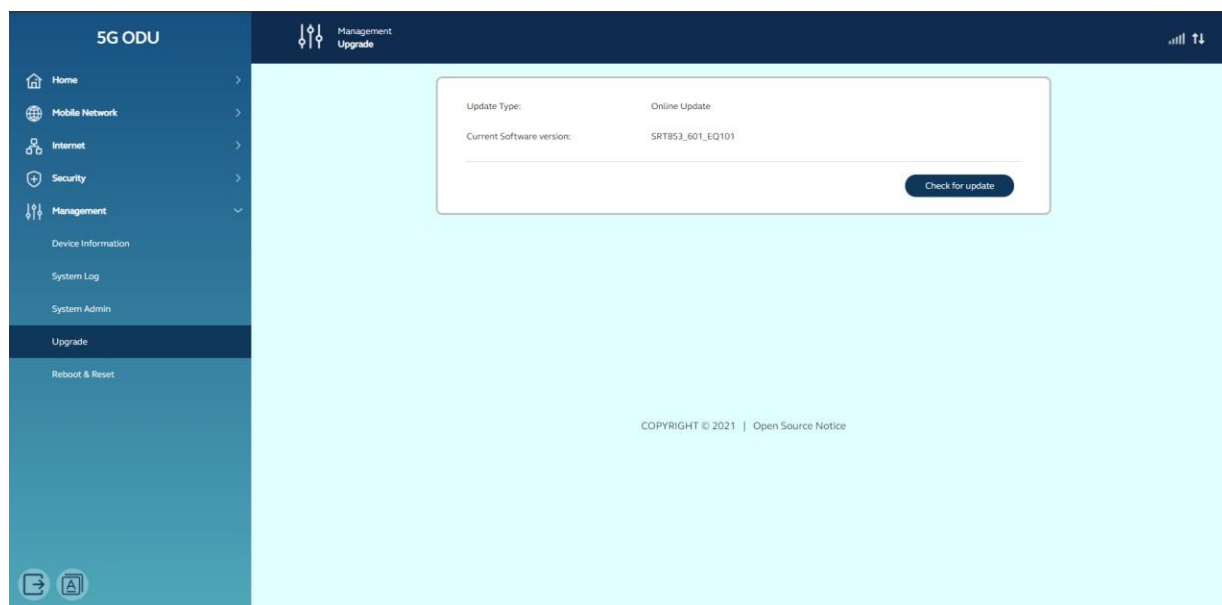 5G ODU
Management
Upgrade
Home
Mobile Network
Internet
Security
Management
Device Information
System Log
System Admin
Upgrade
Reboot & Reset
Update Type: Online Update
Current Software version: SRT853_601_EQ101
Check for update
COPYRIGHT © 2021 | Open Source Notice
A